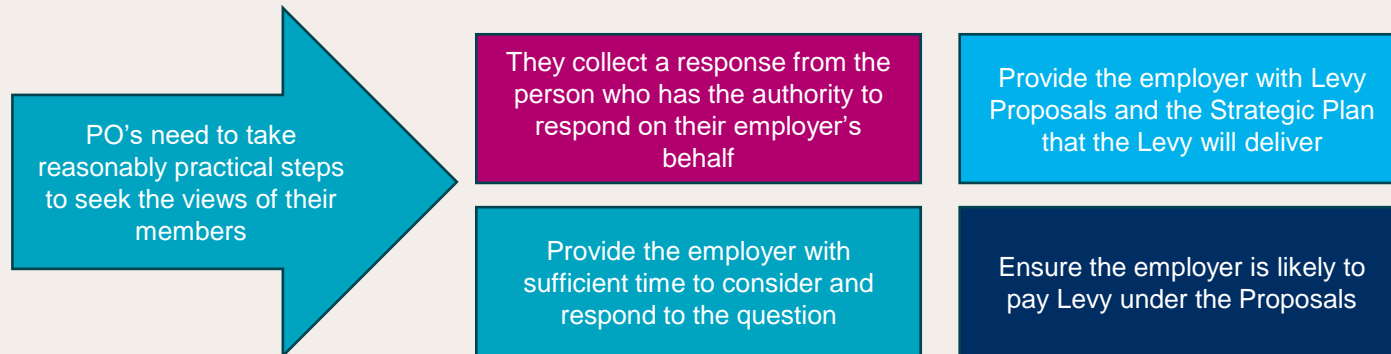 PO’s need to take
reasonably practical steps
to seek the views of their
members
They collect a response from the
person who has the authority to
respond on their employer’s
behalf
Provide the employer with Levy
Proposals and the Strategic Plan
that the Levy will deliver
Provide the employer with
sufficient time to consider and
respond to the question
Ensure the employer is likely to
pay Levy under the Proposals